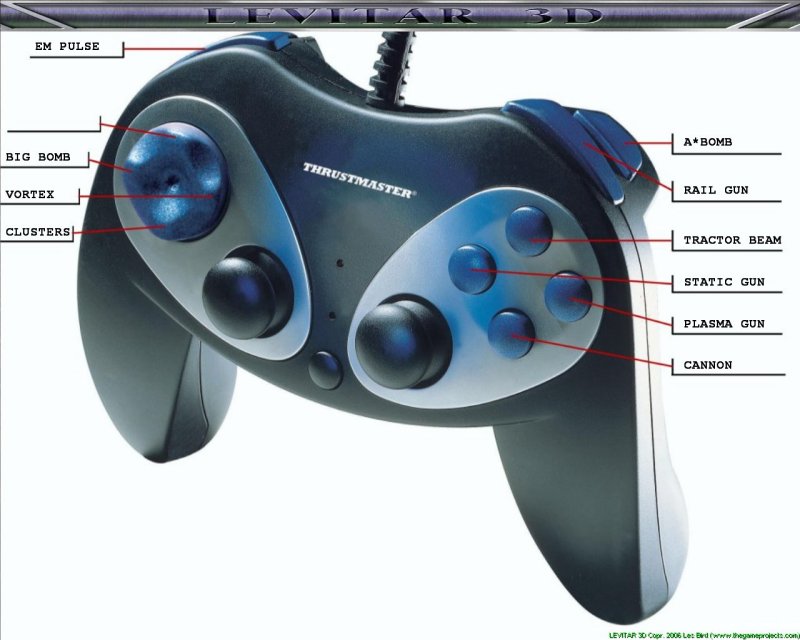 LEVITAR 3D
EM PULSE
BIG BOMB
VORTEX
CLUSTERS
THRUSTMASTER®
A*BOMB
RAIL GUN
TRACTOR BEAM
STATIC GUN
PLASMA GUN
CANNON
LEVITAR 3D Copr. 2006 Les Bird (www.thegameprojects.com)